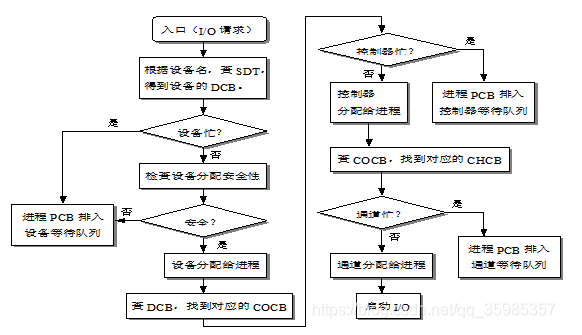 入口（I/O 请求）
根据设备名，查 SDT，
得到设备的 DCB。
设备忙？
是
否
检查设备分配安全性
进程 PCB 排入
设备等待队列
否
安全？
是
设备分配给进程
查 DCB，找到对应的 COCB
控制器忙？
是
否
控制器
分配给进程
进程 PCB 排入
控制器等待队列
查 COCB，找到对应的 CHCB
通道忙？
是
否
通道分配给进程
进程 PCB 排入
通道等待队列
启动 I/O
https://blog.csdn.net/qq_35985357